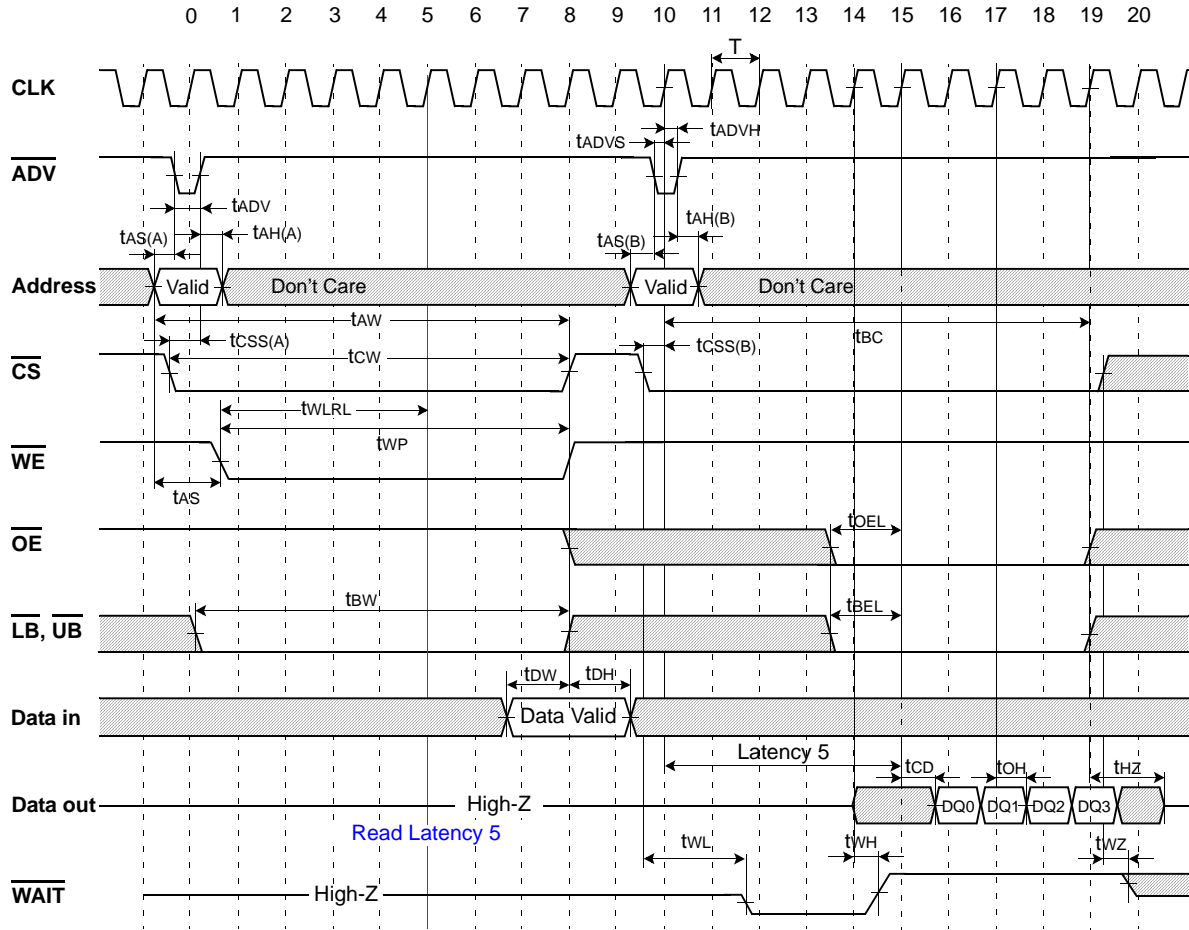 0 1 2 3 4 5 6 7 8 9 10 11 12 13 14 15 16 17 18 19 20
T
CLK
tADVH
tADVS
ADV
tADV
tAH(B)
tAH(A)
tAS(A)
tAS(B)
Address Valid Don't Care Valid Don't Care
tAW
tCSS(A) tCSS(B) tBC
tCW
CS
tWLRL
tWP
WE
tAS
tOEL
OE
tBW tBEL
LB, UB
tDW tDH
Data in Data Valid
Latency 5
tCD tOH tHZ
Data out High-Z DQ0 DQ1 DQ2 DQ3
Read Latency 5
tWL tWH tWZ
WAIT High-Z